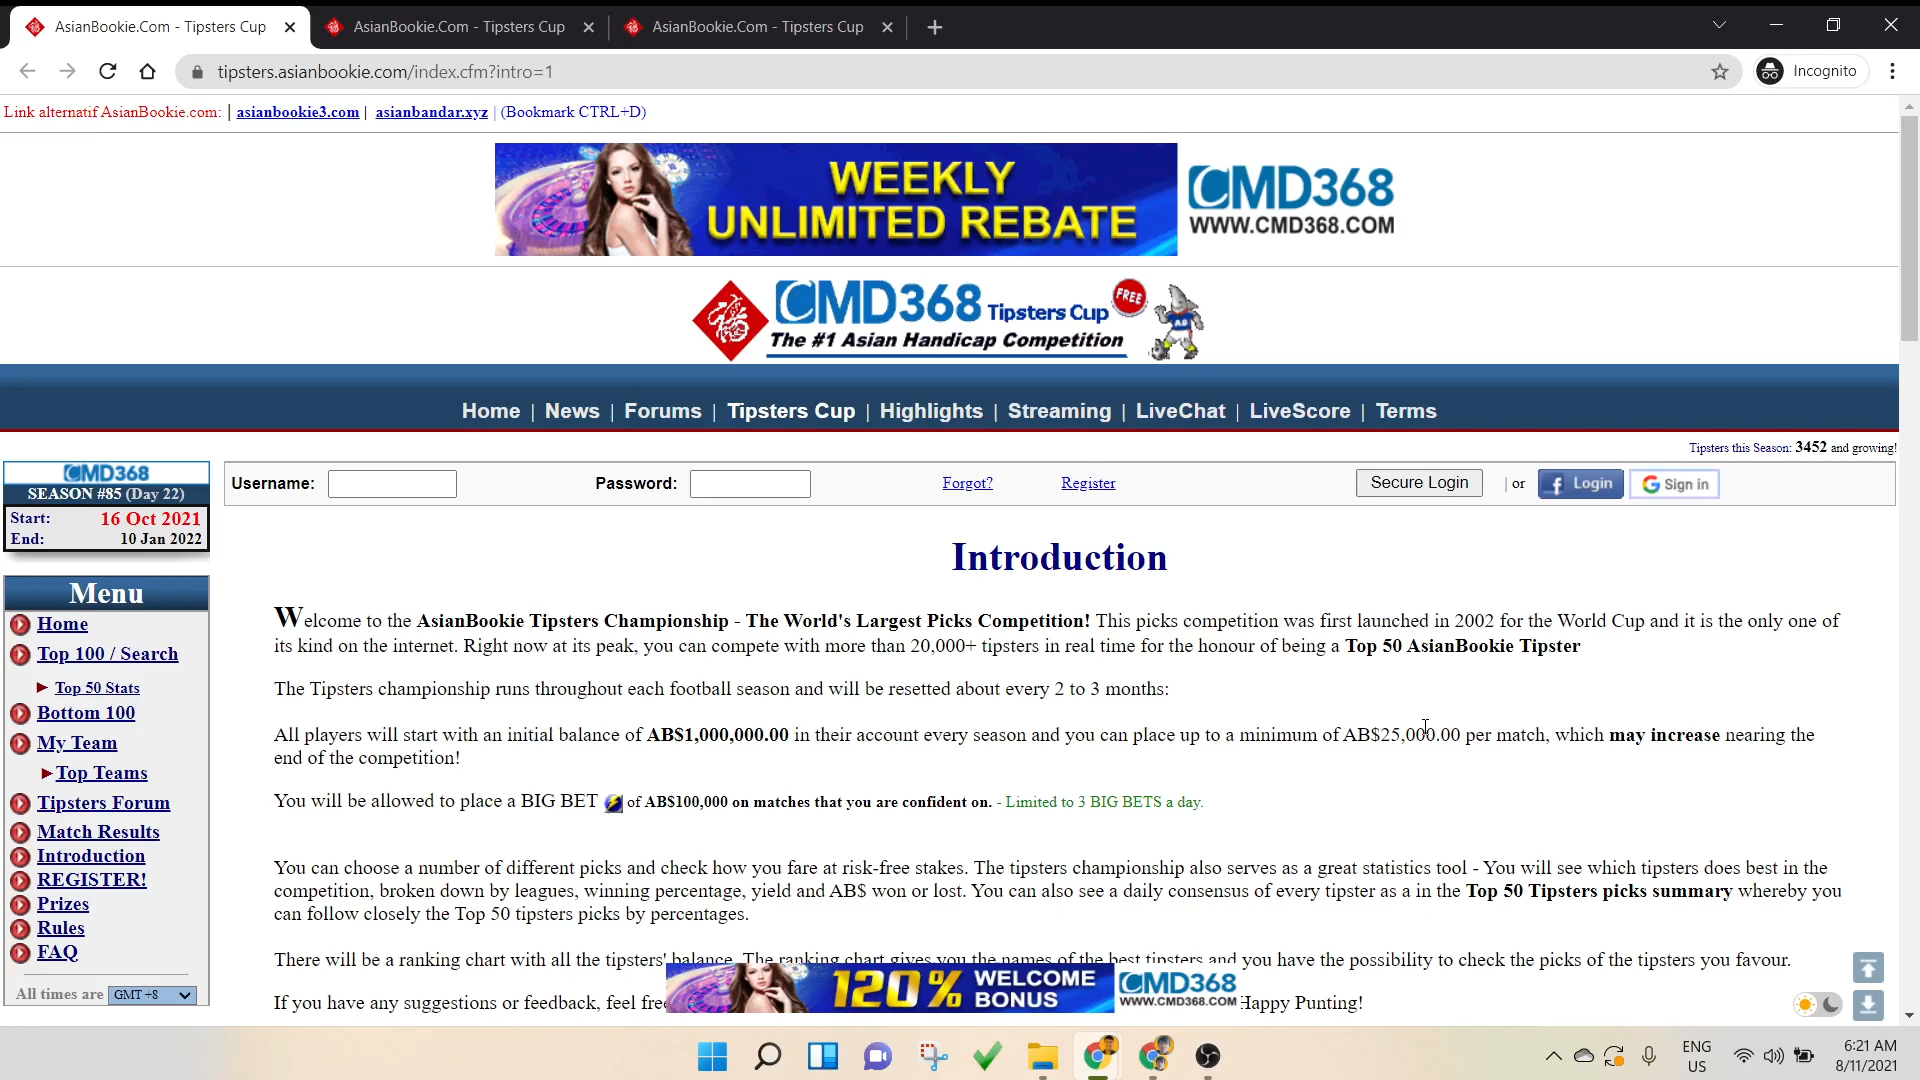 AsianBookie.Com - Tipsters Cup
AsianBookie.Com - Tipsters Cup
AsianBookie.Com - Tipsters Cup
tipsters.asianbookie.com/index.cfm?intro=1
Incognito
Link alternatif AsianBookie.com: | asianbookie3.com | asianbandar.xyz | (Bookmark CTRL+D)
WEEKLY
UNLIMITED REBATE
CMD368
WWW.CMD368.COM
福
CMD368 Tipsters Cup
FREE
The #1 Asian Handicap Competition
Home | News | Forums | Tipsters Cup | Highlights | Streaming | LiveChat | LiveScore | Terms
Tipsters this Season: 3452 and growing!
CMD368
SEASON #85 (Day 22)
Start: 16 Oct 2021
End: 10 Jan 2022
Username:
Password:
Forgot?
Register
Secure Login
| or
f Login
G Sign in
Menu
Home
Top 100 / Search
Top 50 Stats
Bottom 100
My Team
Top Teams
Tipsters Forum
Match Results
Introduction
REGISTER!
Prizes
Rules
FAQ
All times are GMT +8
Introduction
Welcome to the AsianBookie Tipsters Championship - The World's Largest Picks Competition! This picks competition was first launched in 2002 for the World Cup and it is the only one of
its kind on the internet. Right now at its peak, you can compete with more than 20,000+ tipsters in real time for the honour of being a Top 50 AsianBookie Tipster
The Tipsters championship runs throughout each football season and will be resetted about every 2 to 3 months:
All players will start with an initial balance of AB$1,000,000.00 in their account every season and you can place up to a minimum of AB$25,000.00 per match, which may increase nearing the
end of the competition!
You will be allowed to place a BIG BET of AB$100,000 on matches that you are confident on. - Limited to 3 BIG BETS a day.
You can choose a number of different picks and check how you fare at risk-free stakes. The tipsters championship also serves as a great statistics tool - You will see which tipsters does best in the
competition, broken down by leagues, winning percentage, yield and AB$ won or lost. You can also see a daily consensus of every tipster as a in the Top 50 Tipsters picks summary whereby you
can follow closely the Top 50 tipsters picks by percentages.
There will be a ranking chart with all the tipsters' balance. The ranking chart gives you the names of the best tipsters and you have the possibility to check the picks of the tipsters you favour.
If you have any suggestions or feedback, feel free
Happy Punting!
120% WELCOME
BONUS
CMD368
WWW.CMD368.COM
ENG
US
6:21 AM
8/11/2021